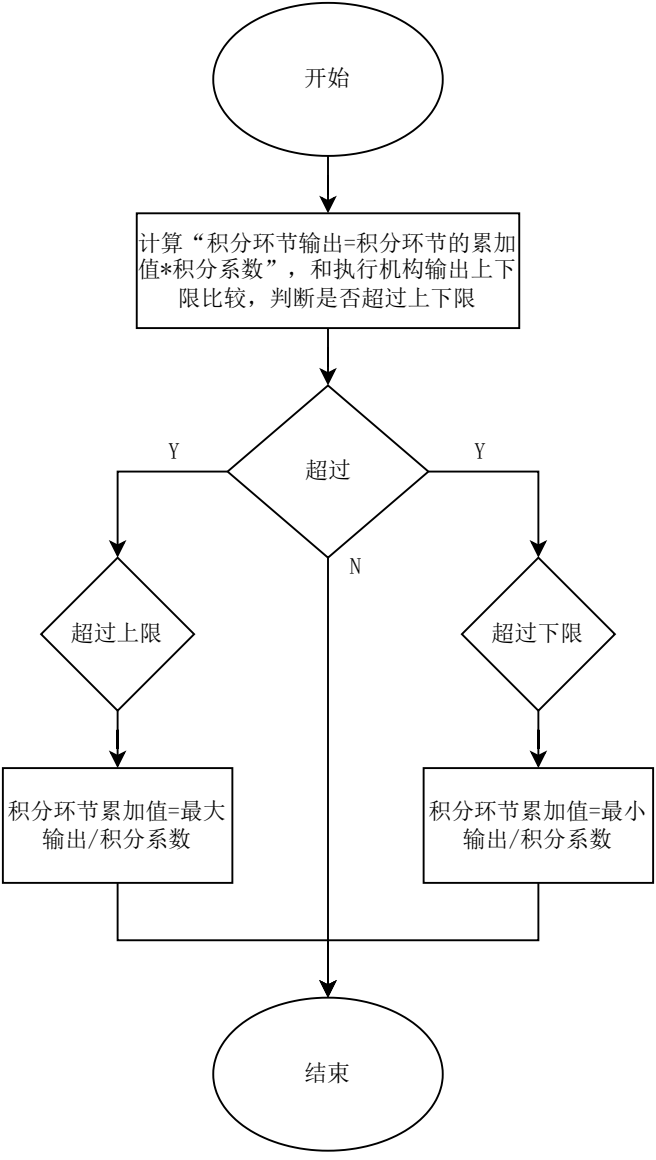 开始
计算“积分环节输出=积分环节的累加
值*积分系数”，和执行机构输出上下
限比较，判断是否超过上下限
Y
超过
Y
N
超过上限
超过下限
积分环节累加值=最大
输出/积分系数
积分环节累加值=最小
输出/积分系数
结束